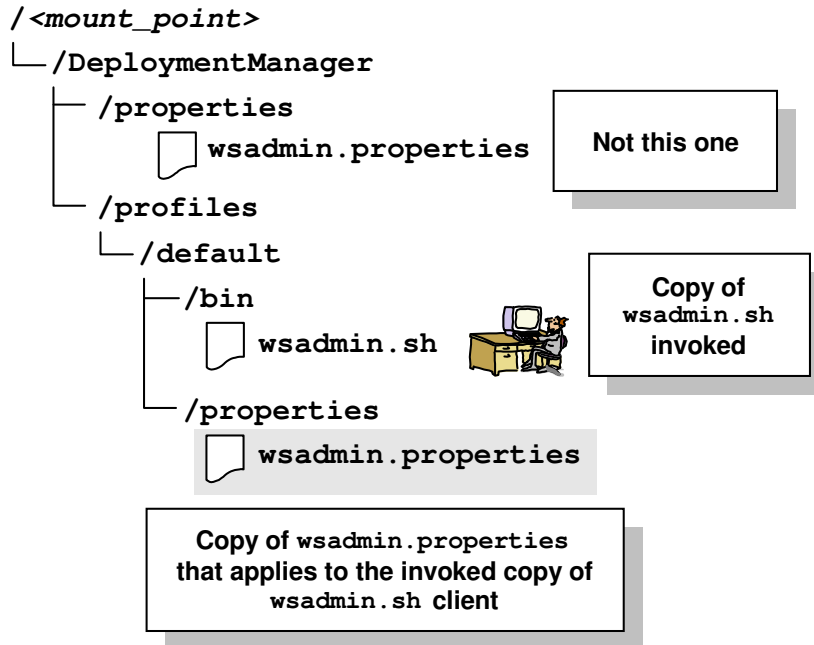 /<mount_point>
/DeploymentManager
/properties
wsadmin.properties
Not this one
/profiles
/default
/bin
wsadmin.sh
Copy of
wsadmin.sh
invoked
/properties
wsadmin.properties
Copy of wsadmin.properties
that applies to the invoked copy of
wsadmin.sh client